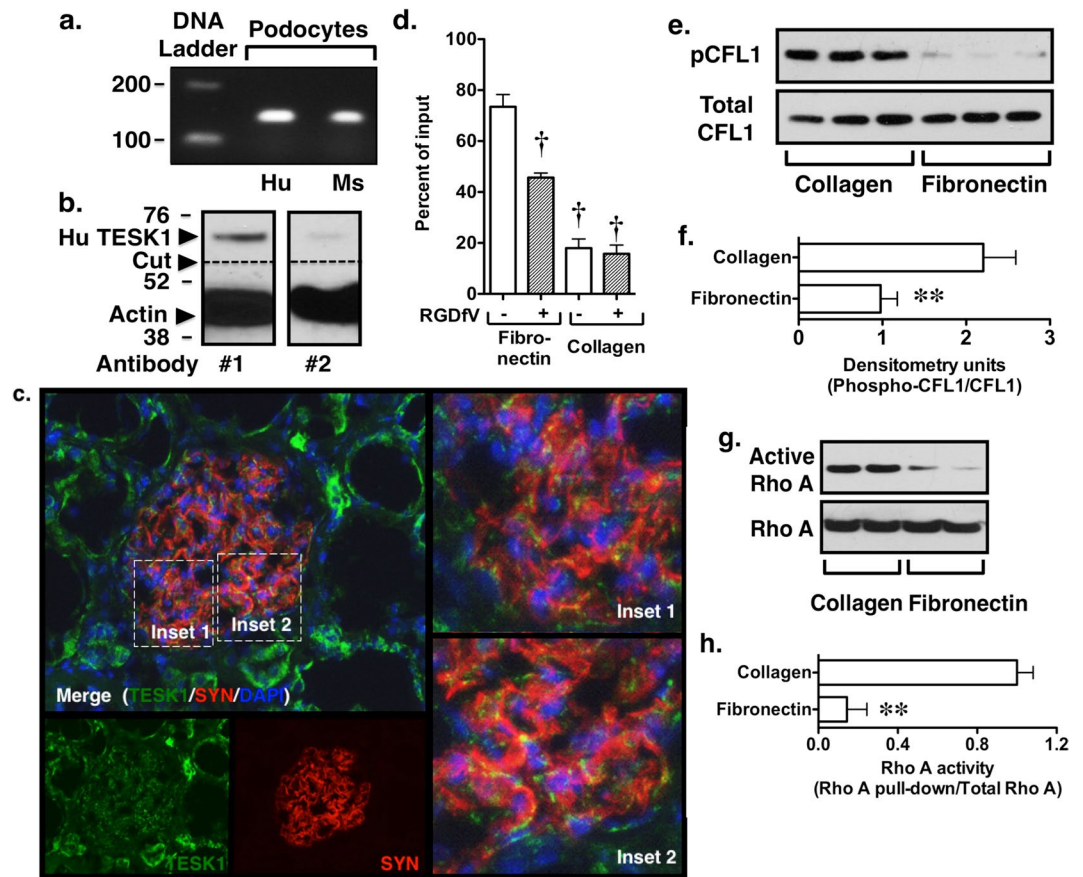 a.
DNA
Ladder
Podocytes
200
100
Hu
Ms
b.
76
Hu TESK1
Cut
52
Actin
38
Antibody #1 #2
c.
Inset 1
Inset 2
Merge (TESK1/SYN/DAPI)
TESK1
SYN
Inset 1
Inset 2
d.
Percent of input
100
80
60
40
20
0
†
†
†
RGDfV - + - +
Fibro-
nectin
Collagen
e.
pCFL1
Total
CFL1
Collagen
Fibronectin
f.
Collagen
Fibronectin
**
0 1 2 3
Densitometry units
(Phospho-CFL1/CFL1)
g.
Active
Rho A
Rho A
Collagen Fibronectin
h.
Collagen
Fibronectin
**
0.0 0.4 0.8 1.2
Rho A activity
(Rho A pull-down/Total Rho A)